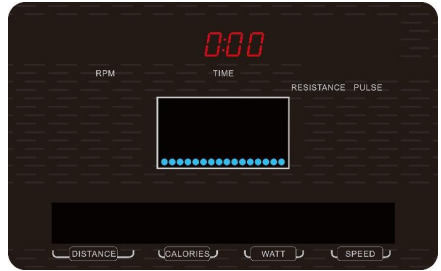 0:00
RPM TIME
RESISTANCE PULSE
DISTANCE CALORIES WATT SPEED